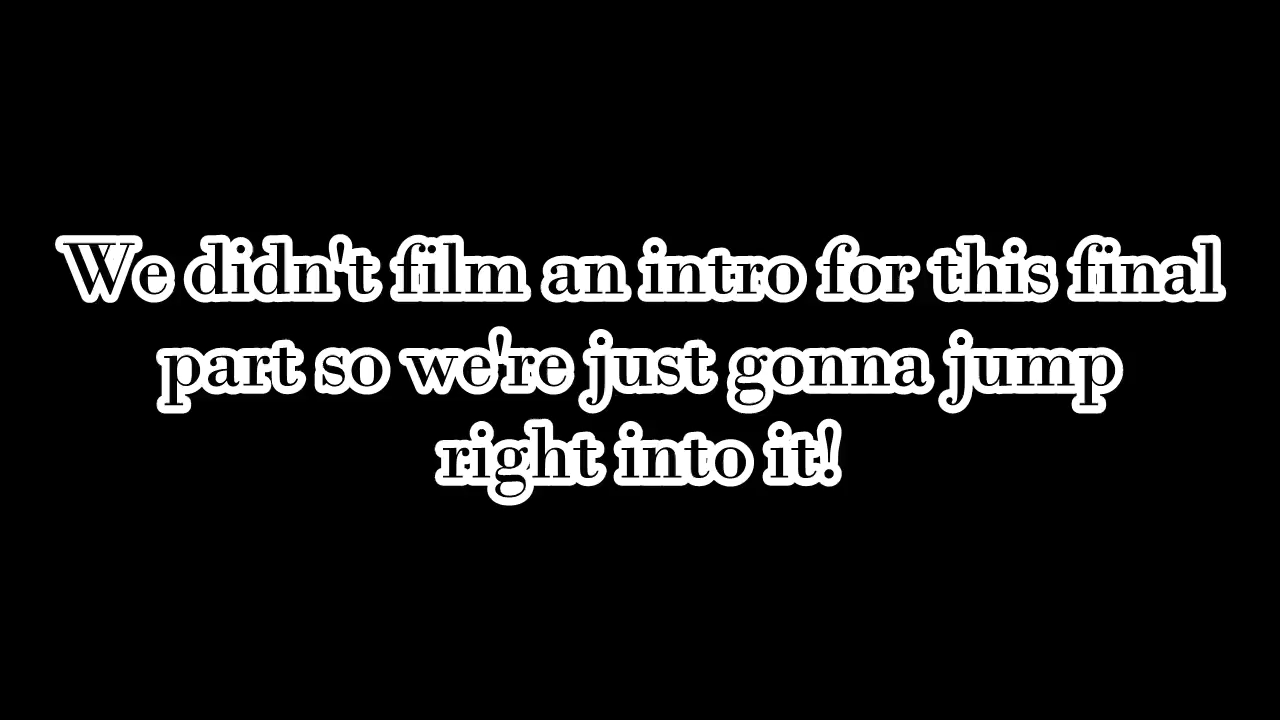 We didn't film an intro for this final
part so we're just gonna jump
right into it!